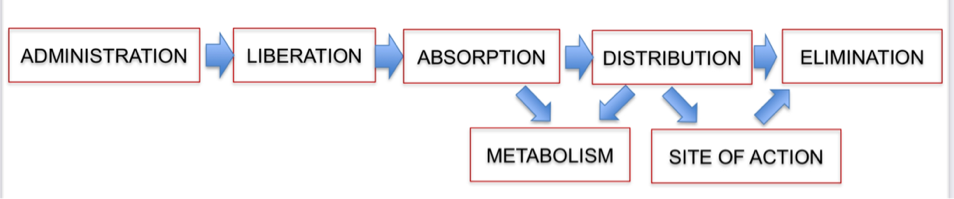 ADMINISTRATION
LIBERATION
ABSORPTION
DISTRIBUTION
ELIMINATION
METABOLISM
SITE OF ACTION